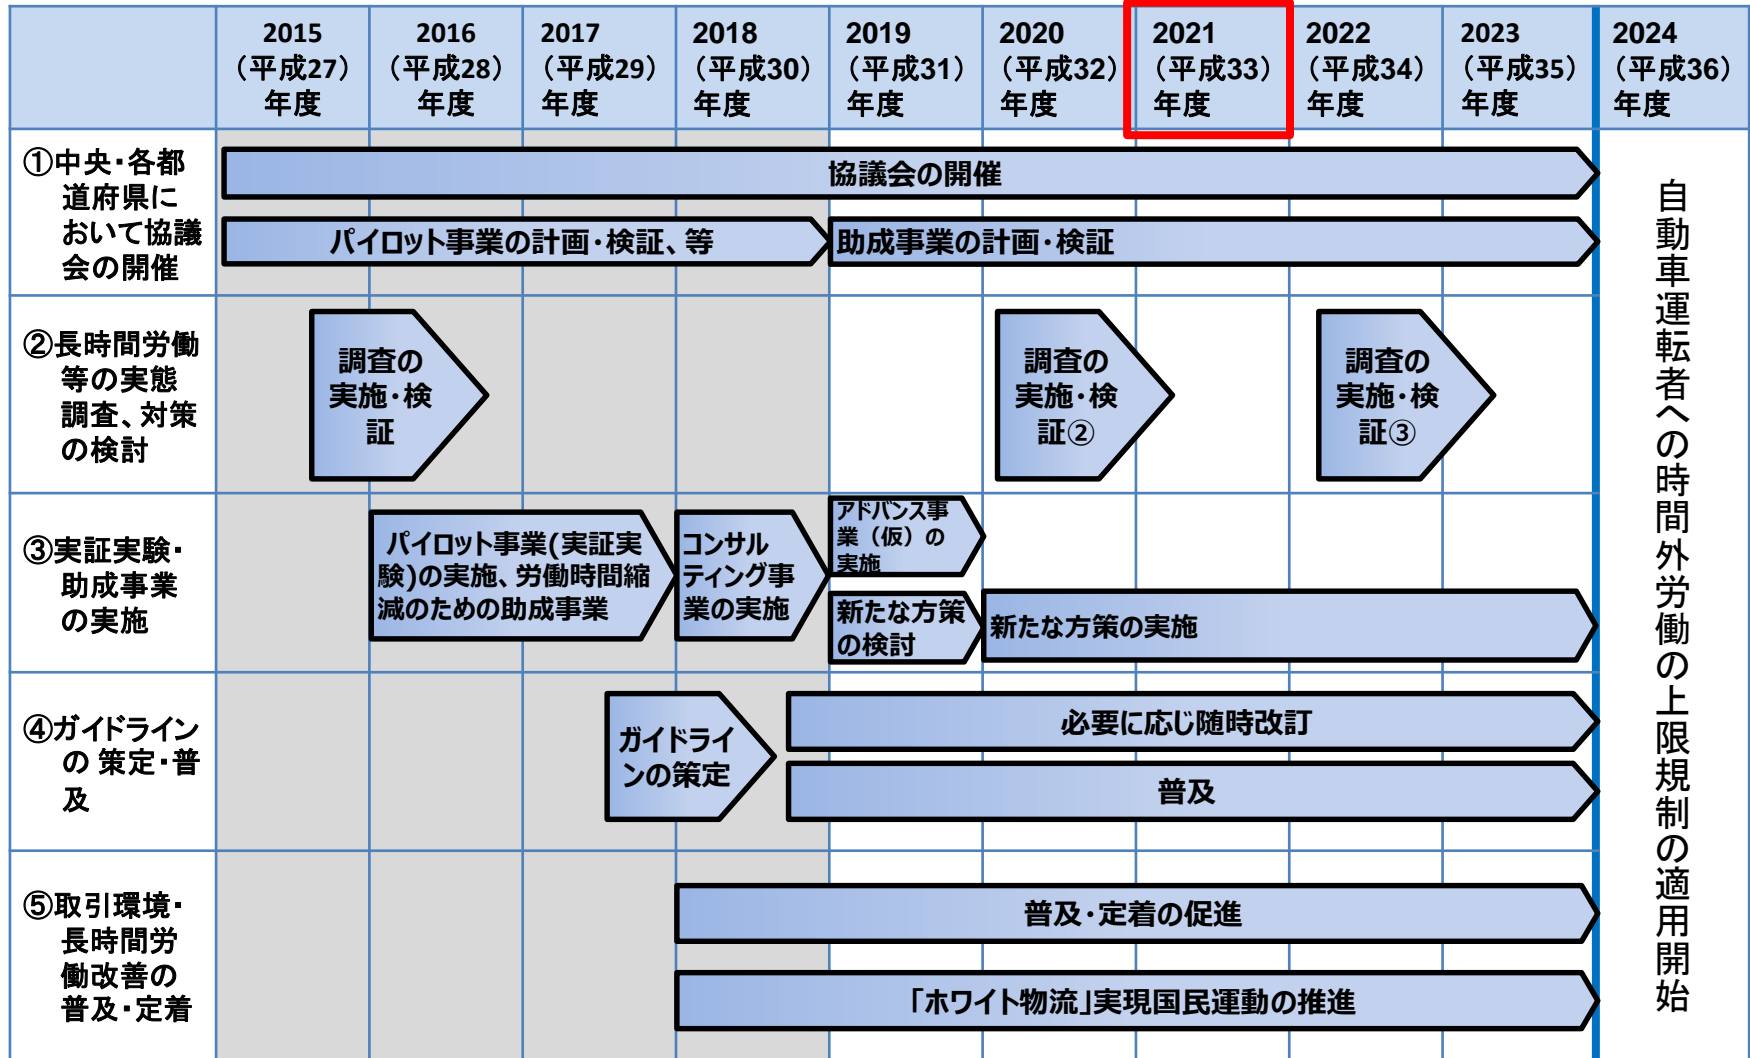 2015
（平成27）
年度
2016
（平成28）
年度
2017
（平成29）
年度
2018
（平成30）
年度
2019
（平成31）
年度
2020
（平成32）
年度
2021
（平成33）
年度
2022
（平成34）
年度
2023
（平成35）
年度
2024
（平成36）
年度
①中央・各都
道府県に
おいて協議
会の開催
協議会の開催
パイロット事業の計画・検証、等
助成事業の計画・検証
②長時間労働
等の実態
調査、対策
の検討
調査の
実施・検
証
調査の
実施・検
証②
調査の
実施・検
証③
③実証実験・
助成事業
の実施
パイロット事業(実証実
験)の実施、労働時間縮
減のための助成事業
コンサル
ティング事
業の実施
アドバンス事
業（仮）の
実施
新たな方策
の検討
新たな方策の実施
④ガイドライン
の 策定・普
及
ガイドライ
ンの策定
必要に応じ随時改訂
普及
⑤取引環境・
長時間労
働改善の
普及・定着
普及・定着の促進
「ホワイト物流」実現国民運動の推進
自動車運転者への時間外労働の上限規制の適用開始